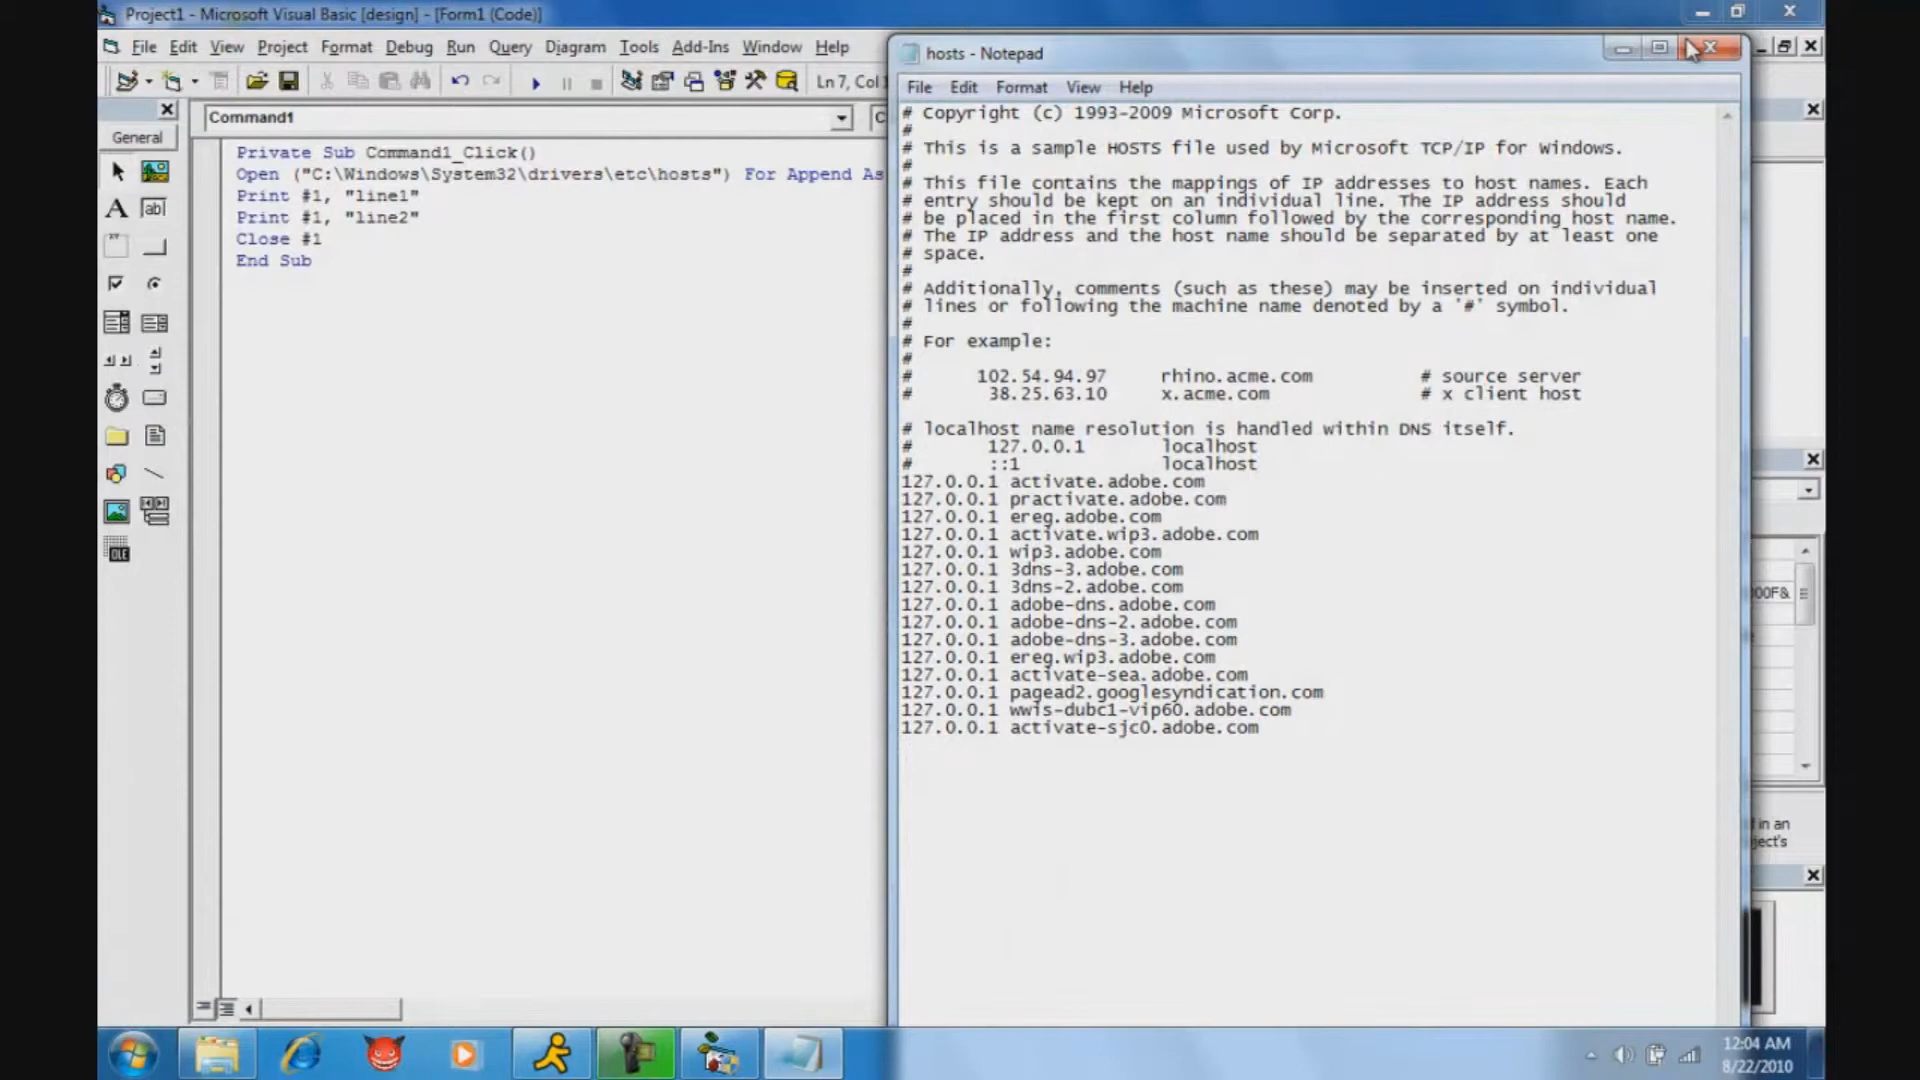 Project1 - Microsoft Visual Basic [design] - [Form1 (Code)]
File Edit View Project Format Debug Run Query Diagram Tools Add-Ins Window Help
Ln 7, Col
General
Command1
Private Sub Command1_Click()
Open ("C:\Windows\System32\drivers\etc\hosts") For Append As
Print #1, "line1"
Print #1, "line2"
Close #1
End Sub
hosts - Notepad
File Edit Format View Help
# Copyright (c) 1993-2009 Microsoft Corp.
#
# This is a sample HOSTS file used by Microsoft TCP/IP for Windows.
#
# This file contains the mappings of IP addresses to host names. Each
# entry should be kept on an individual line. The IP address should
# be placed in the first column followed by the corresponding host name.
# The IP address and the host name should be separated by at least one
# space.
#
# Additionally, comments (such as these) may be inserted on individual
# lines or following the machine name denoted by a '#' symbol.
#
# For example:
#
# 102.54.94.97 rhino.acme.com # source server
# 38.25.63.10 x.acme.com # x client host
# localhost name resolution is handled within DNS itself.
# 127.0.0.1 localhost
# ::1 localhost
127.0.0.1 activate.adobe.com
127.0.0.1 practivate.adobe.com
127.0.0.1 ereg.adobe.com
127.0.0.1 activate.wip3.adobe.com
127.0.0.1 wip3.adobe.com
127.0.0.1 3dns-3.adobe.com
127.0.0.1 3dns-2.adobe.com
127.0.0.1 adobe-dns.adobe.com
127.0.0.1 adobe-dns-2.adobe.com
127.0.0.1 adobe-dns-3.adobe.com
127.0.0.1 ereg.wip3.adobe.com
127.0.0.1 activate-sea.adobe.com
127.0.0.1 pagead2.googlesyndication.com
127.0.0.1 wwis-dubc1-vip60.adobe.com
127.0.0.1 activate-sjc0.adobe.com
00F&
d in an
ject's
OLE
12:04 AM
8/22/2010